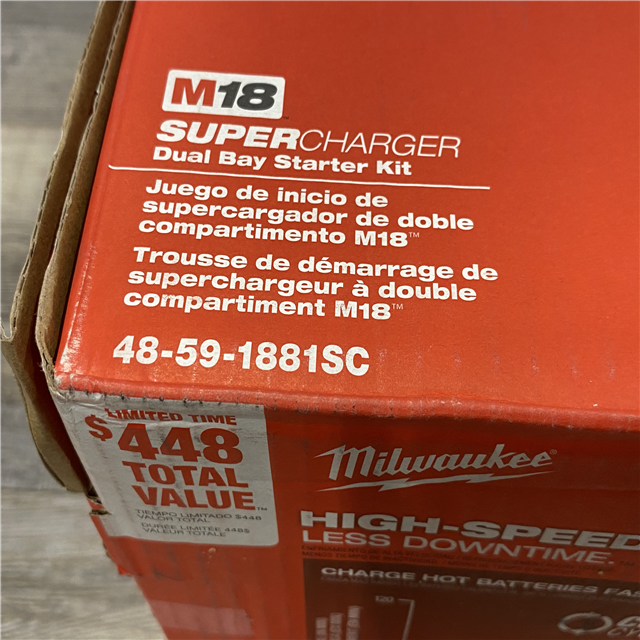 M18
SUPERCHARGER
Dual Bay Starter Kit
Juego de inicio de
supercargador de doble
compartimento M18™
Trousse de démarrage de
superchargeur à double
compartiment M18™
48-59-1881SC
LIMITED TIME
$448
TOTAL
VALUE™
TIEMPO LIMITADO $448
VALOR TOTAL
DURÉE LIMITÉE 448$
VALEUR TOTALE
Milwaukee
HIGH-SPEED
LESS DOWNTIME
CHARGE HOT BATTERIES